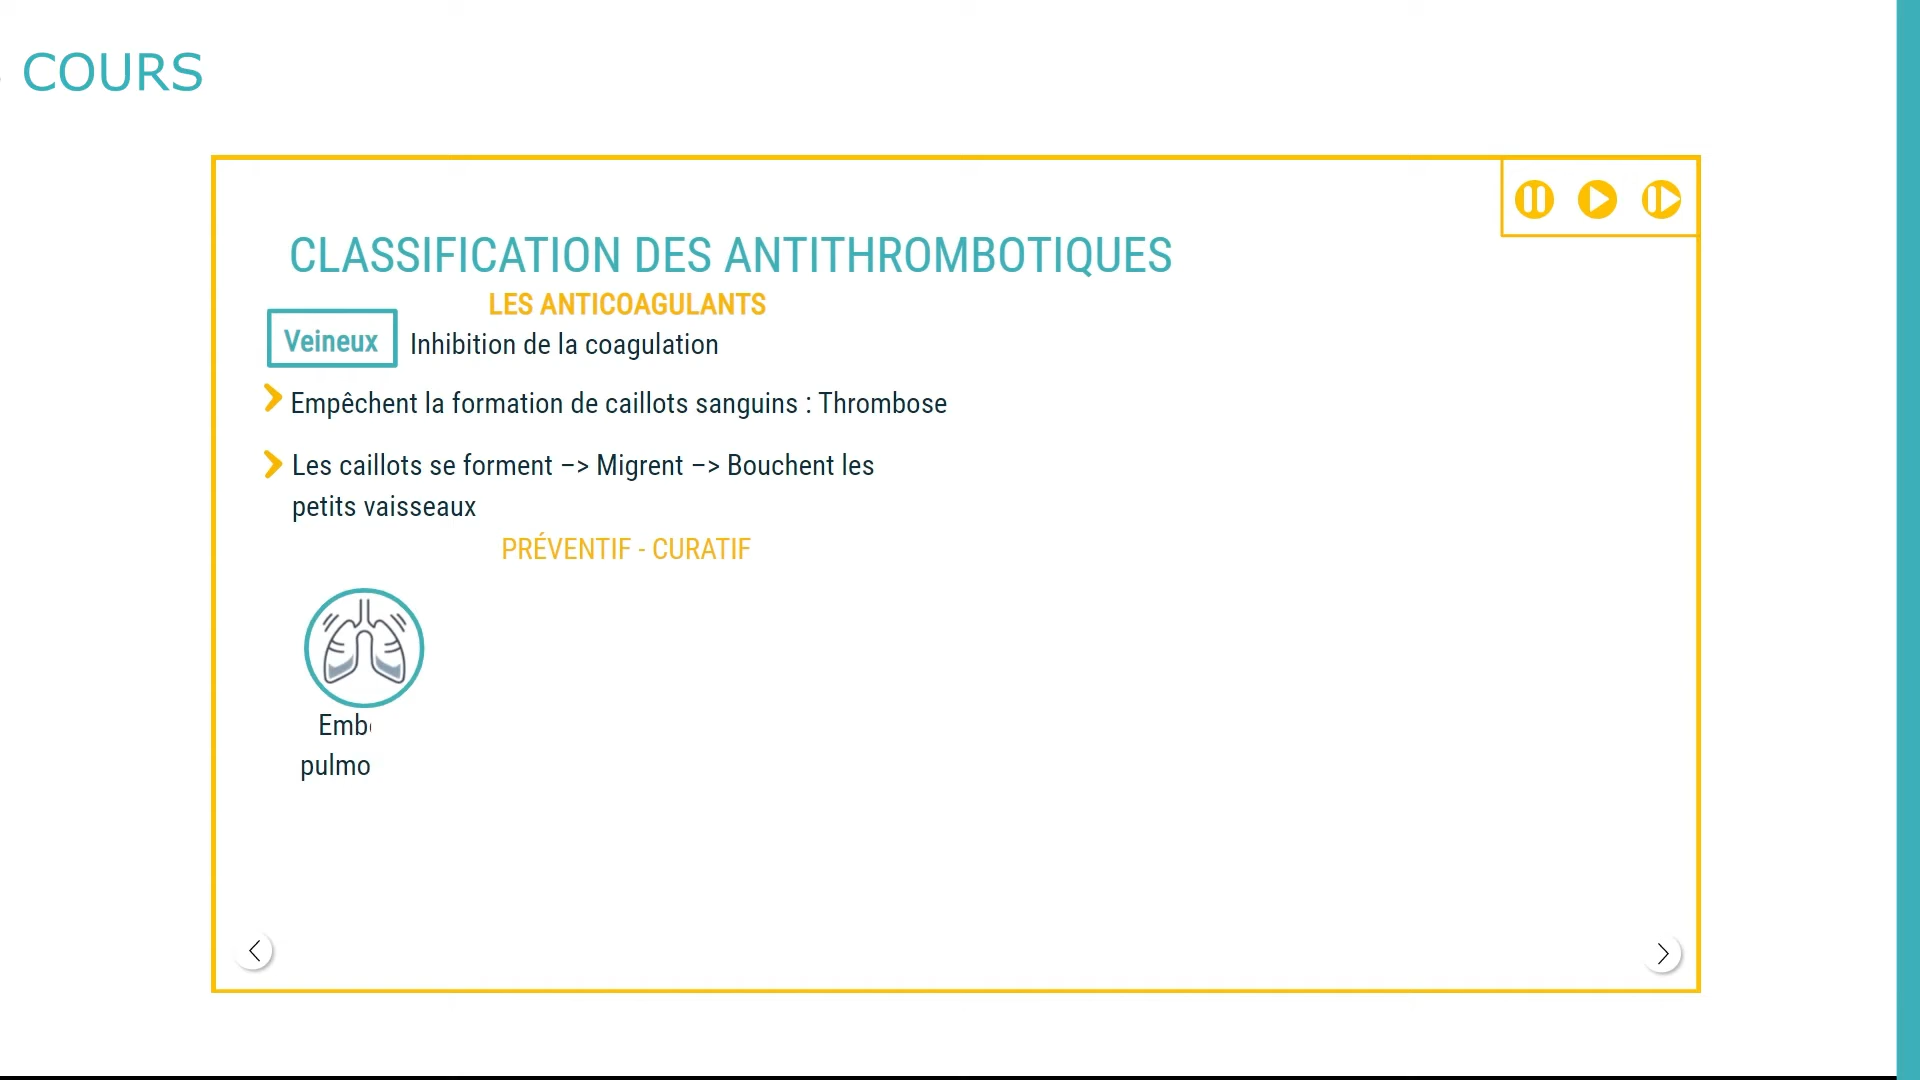 COURS
CLASSIFICATION DES ANTITHROMBOTIQUES
LES ANTICOAGULANTS
Veineux
Inhibition de la coagulation
Empêchent la formation de caillots sanguins : Thrombose
Les caillots se forment –> Migrent –> Bouchent les
petits vaisseaux
PRÉVENTIF - CURATIF
Emb
pulmo